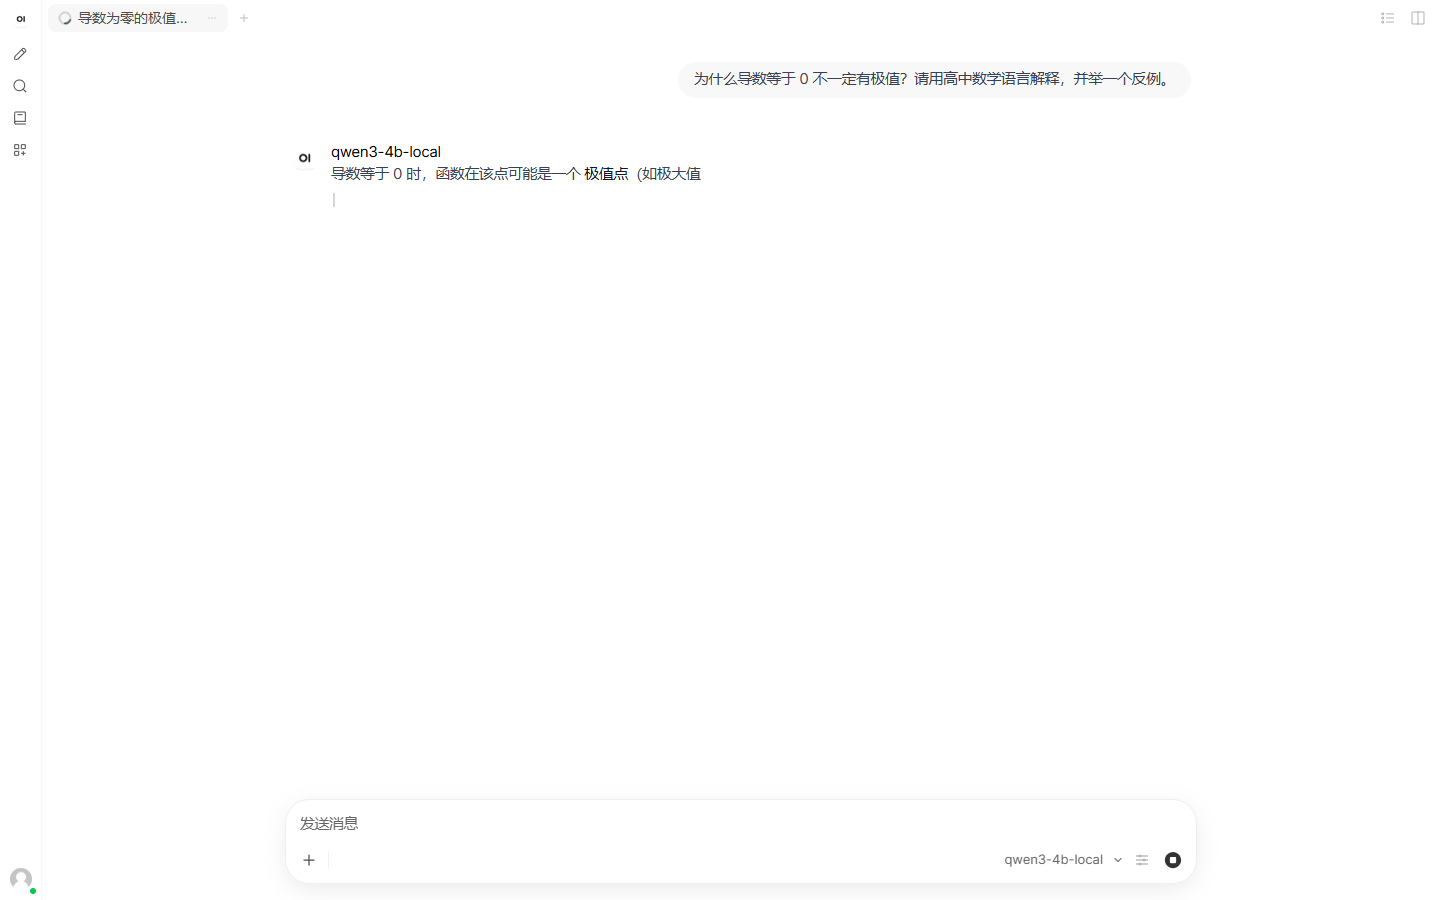 OI
导数为零的极值...
为什么导数等于 0 不一定有极值？请用高中数学语言解释，并举一个反例。
OI
qwen3-4b-local
导数等于 0 时，函数在该点可能是一个 极值点（如极大值
发送消息
qwen3-4b-local